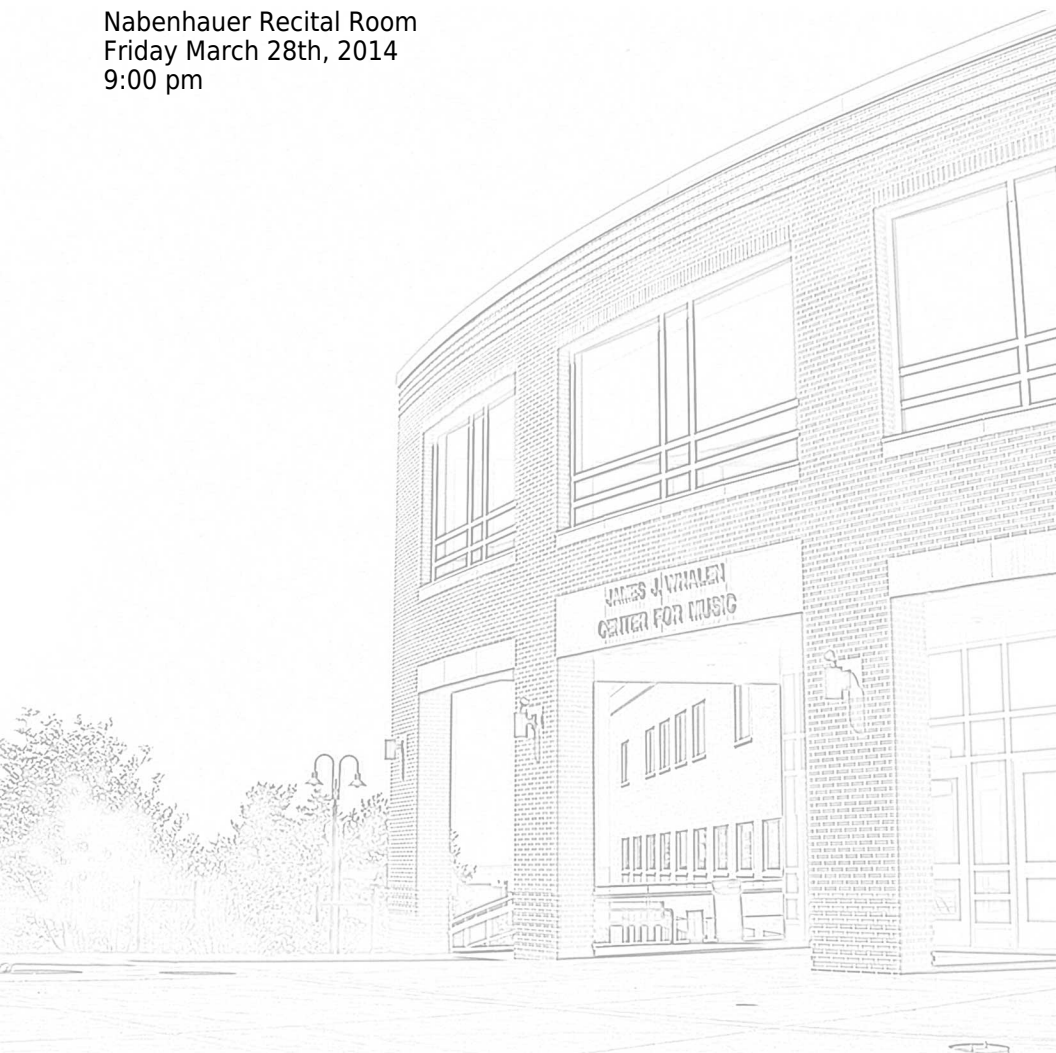 Nabenhauer Recital Room
Friday March 28th, 2014
9:00 pm
JAMES J. WHALEN
CENTER FOR MUSIC